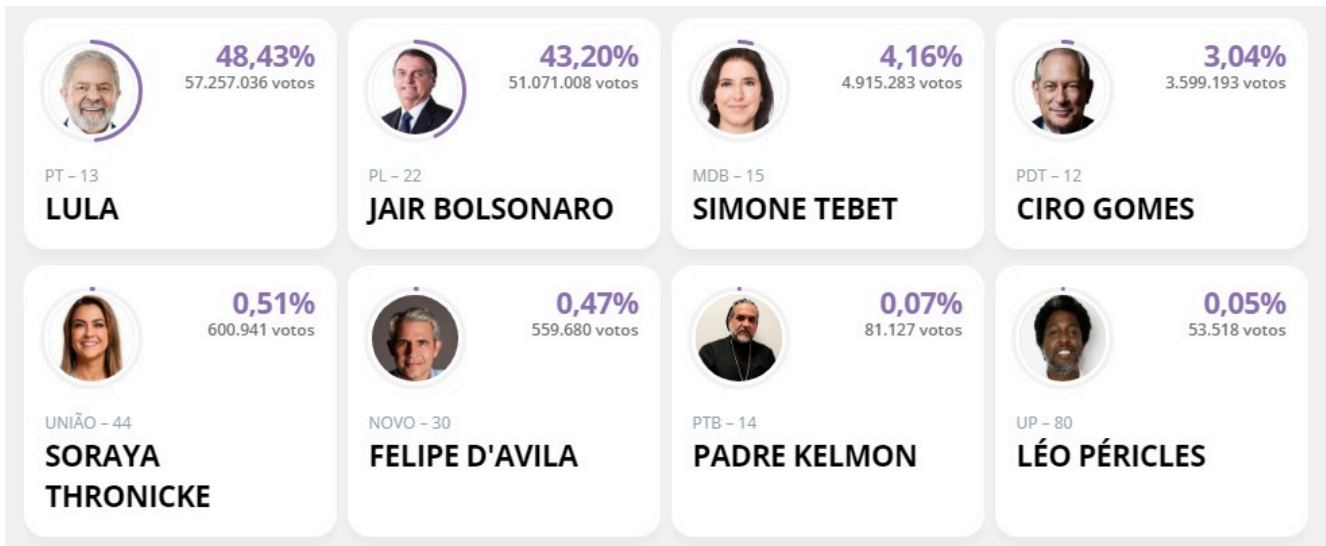 48,43%
57.257.036 votos
PT – 13
LULA
43,20%
51.071.008 votos
PL – 22
JAIR BOLSONARO
4,16%
4.915.283 votos
MDB – 15
SIMONE TEBET
3,04%
3.599.193 votos
PDT – 12
CIRO GOMES
0,51%
600.941 votos
UNIÃO – 44
SORAYA
THRONICKE
0,47%
559.680 votos
NOVO – 30
FELIPE D'AVILA
0,07%
81.127 votos
PTB – 14
PADRE KELMON
0,05%
53.518 votos
UP – 80
LÉO PÉRICLES